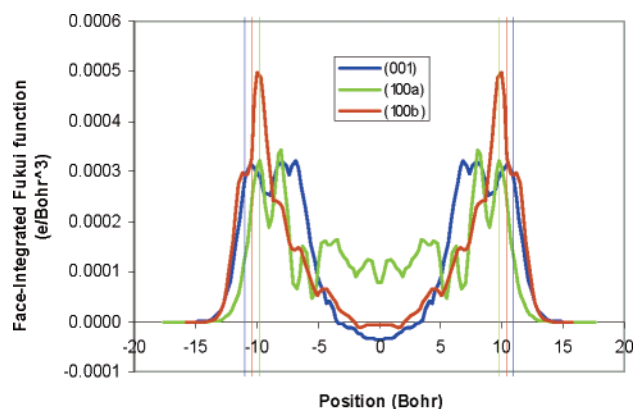 0.0006
0.0005
0.0004
0.0003
0.0002
0.0001
0.0000
-0.0001
Face-Integrated Fukui function
(e/Bohr^3)
(001)
(100a)
(100b)
-20 -15 -10 -5 0 5 10 15 20
Position (Bohr)